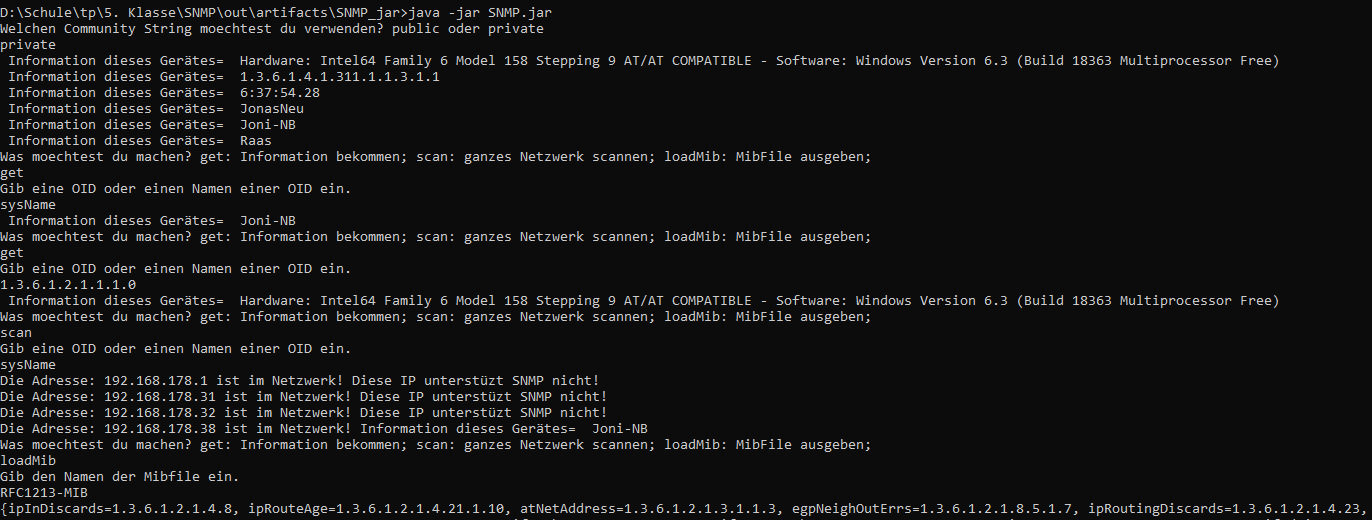 D:\Schule\tp\5. Klasse\SNMP\out\artifacts\SNMP_jar>java -jar SNMP.jar
Welchen Community String moechtest du verwenden? public oder private
private
Information dieses Gerätes=  Hardware: Intel64 Family 6 Model 158 Stepping 9 AT/AT COMPATIBLE - Software: Windows Version 6.3 (Build 18363 Multiprocessor Free)
Information dieses Gerätes=  1.3.6.1.4.1.311.1.1.3.1.1
Information dieses Gerätes=  6:37:54.28
Information dieses Gerätes=  JonasNeu
Information dieses Gerätes=  Joni-NB
Information dieses Gerätes=  Raas
Was moechtest du machen? get: Information bekommen; scan: ganzes Netzwerk scannen; loadMib: MibFile ausgeben;
get
Gib eine OID oder einen Namen einer OID ein.
sysName
Information dieses Gerätes=  Joni-NB
Was moechtest du machen? get: Information bekommen; scan: ganzes Netzwerk scannen; loadMib: MibFile ausgeben;
get
Gib eine OID oder einen Namen einer OID ein.
1.3.6.1.2.1.1.1.0
Information dieses Gerätes=  Hardware: Intel64 Family 6 Model 158 Stepping 9 AT/AT COMPATIBLE - Software: Windows Version 6.3 (Build 18363 Multiprocessor Free)
Was moechtest du machen? get: Information bekommen; scan: ganzes Netzwerk scannen; loadMib: MibFile ausgeben;
scan
Gib eine OID oder einen Namen einer OID ein.
sysName
Die Adresse: 192.168.178.1 ist im Netzwerk! Diese IP unterstüzt SNMP nicht!
Die Adresse: 192.168.178.31 ist im Netzwerk! Diese IP unterstüzt SNMP nicht!
Die Adresse: 192.168.178.32 ist im Netzwerk! Diese IP unterstüzt SNMP nicht!
Die Adresse: 192.168.178.38 ist im Netzwerk! Information dieses Gerätes=  Joni-NB
Was moechtest du machen? get: Information bekommen; scan: ganzes Netzwerk scannen; loadMib: MibFile ausgeben;
loadMib
Gib den Namen der Mibfile ein.
RFC1213-MIB
{ipInDiscards=1.3.6.1.2.1.4.8, ipRouteAge=1.3.6.1.2.1.4.21.1.10, atNetAddress=1.3.6.1.2.1.3.1.1.3, egpNeighOutErrs=1.3.6.1.2.1.8.5.1.7, ipRoutingDiscards=1.3.6.1.2.1.4.23,